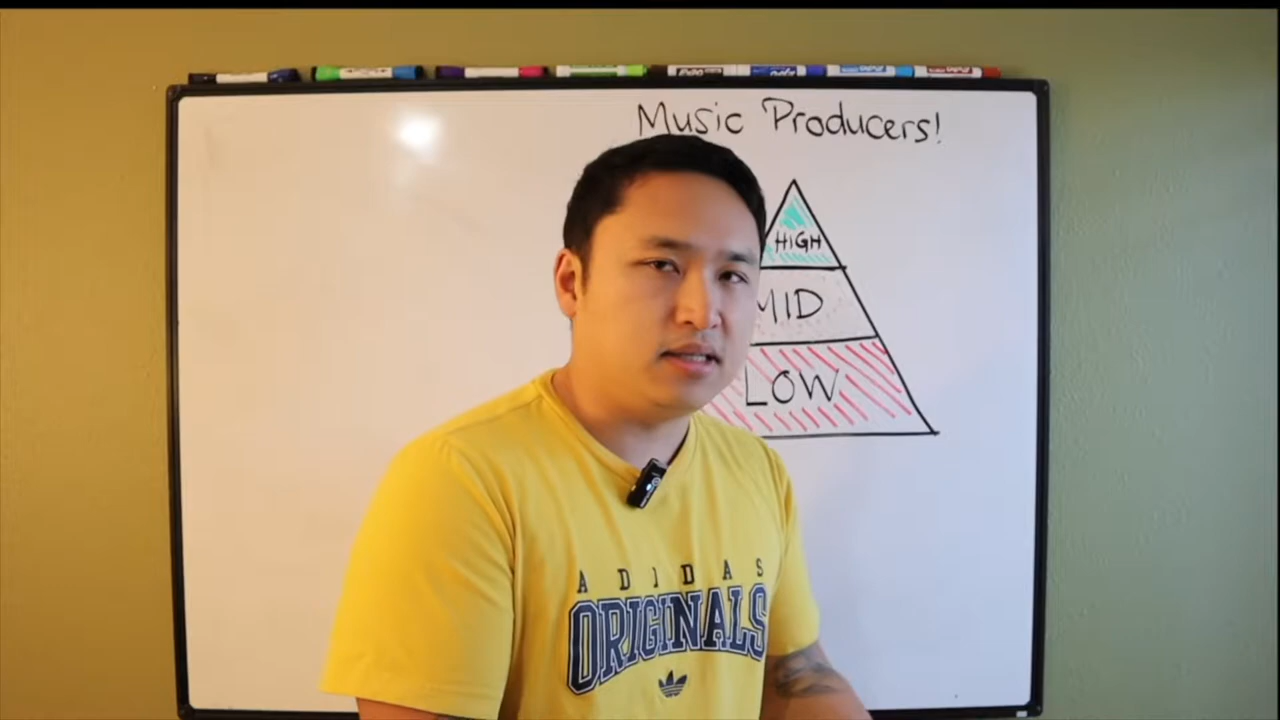 Music Producers!
HIGH
MID
LOW
ADIDAS
ORIGINALS